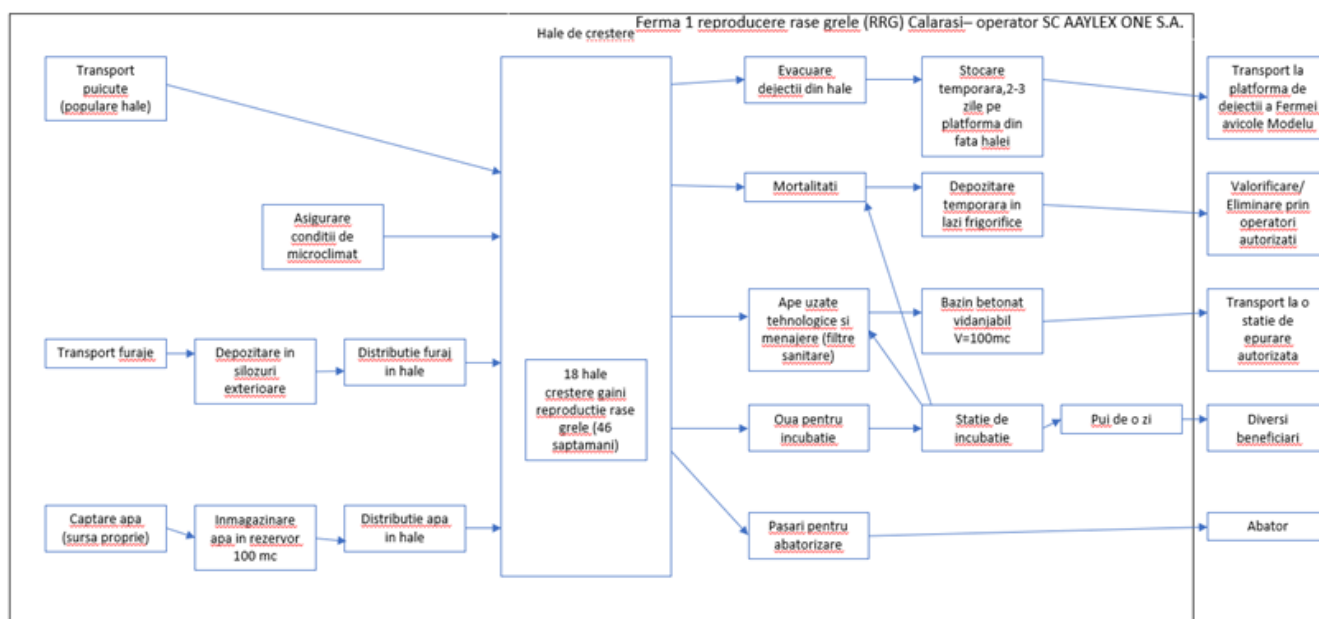 Ferma 1 reproducere rase grele (RRG) Calarasi– operator SC AAYLEX ONE S.A.
Hale de crestere
Transport
puicute
(populare hale)
Evacuare
dejectii din hale
Stocare
temporara,2-3
zile pe
platforma din
fata halei
Transport la
platforma de
dejectii a Fermei
avicole Modelu
Mortalitati
Depozitare
temporara in
lazi frigorifice
Valorificare/
Eliminare prin
operatori
autorizati
Asigurare
conditii de
microclimat
Ape uzate
tehnologice si
menajere (filtre
sanitare)
Bazin betonat
vidanjabil
V=100mc
Transport la o
statie de
epurare
autorizata
Transport furaje
Depozitare in
silozuri
exterioare
Distributie furaj
in hale
18 hale
crestere gaini
reproductie rase
grele (46
saptamani)
Oua pentru
incubatie
Statie de
incubatie
Pui de o zi
Diversi
beneficiari
Captare apa
(sursa proprie)
Inmagazinare
apa in rezervor
100 mc
Distributie apa
in hale
Pasari pentru
abatorizare
Abator